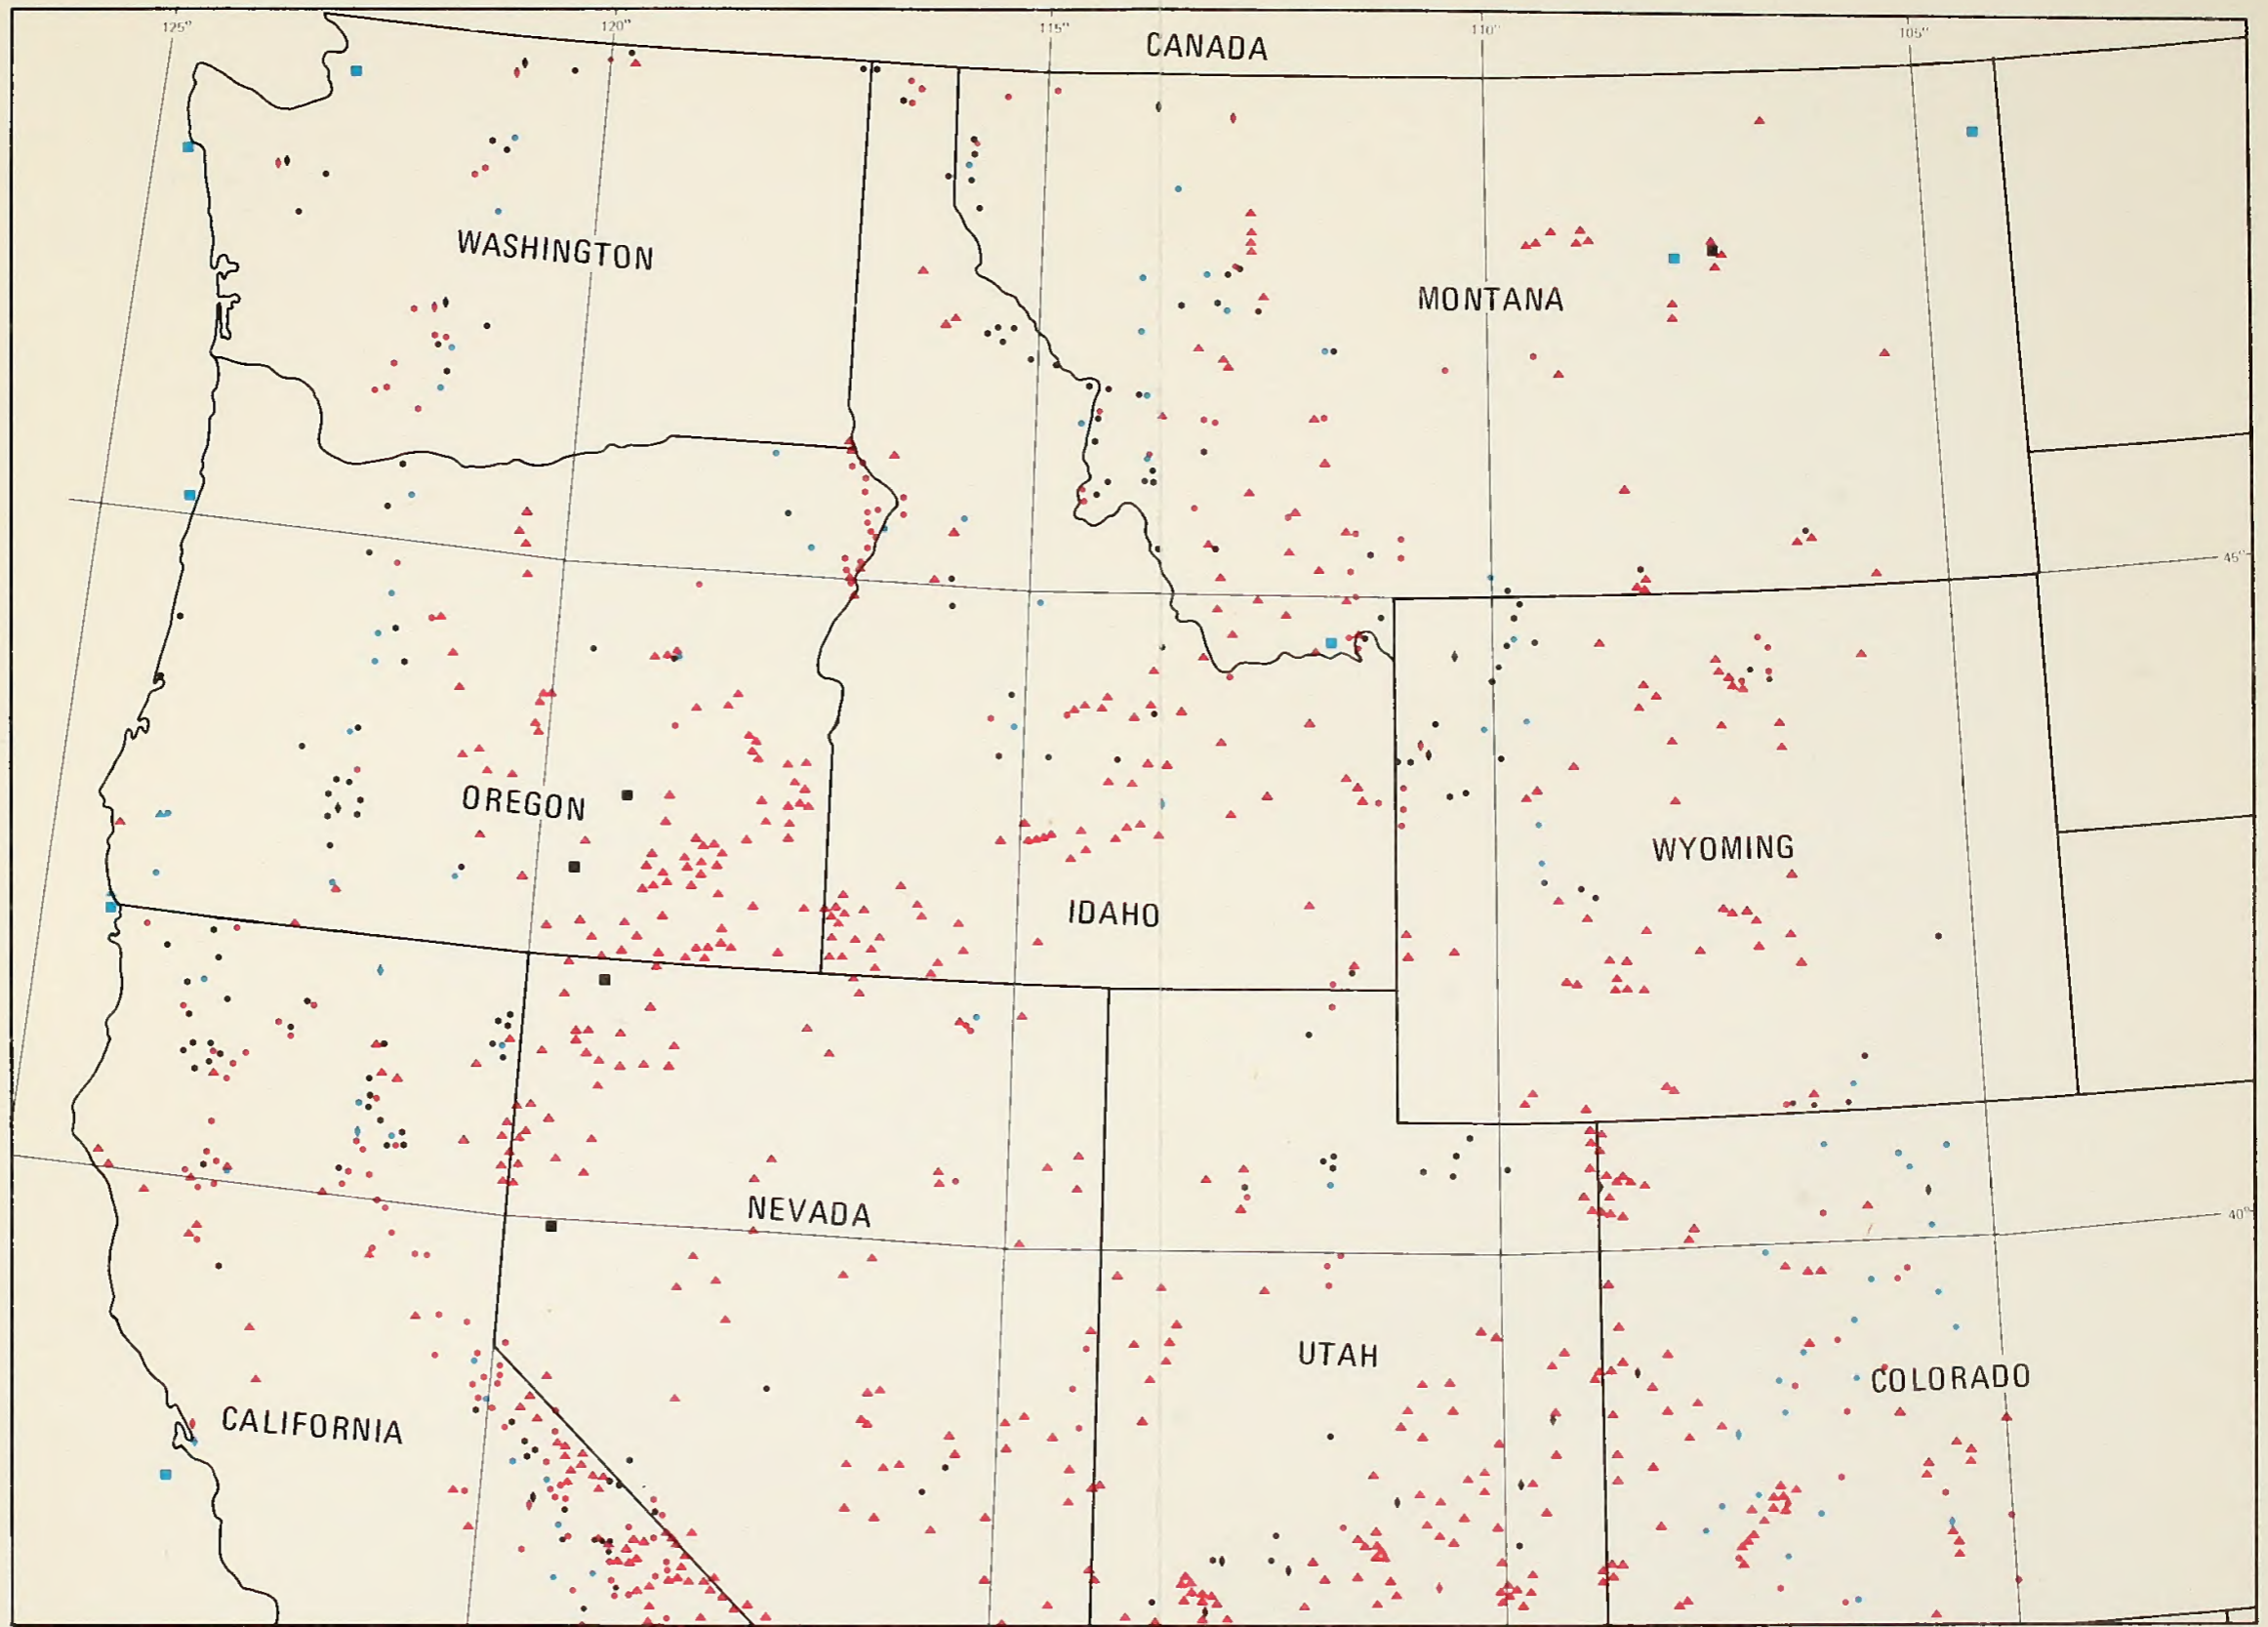 125° 120° 115° 110° 105°
CANADA
WASHINGTON
MONTANA
45°
OREGON
WYOMING
IDAHO
NEVADA
40°
UTAH
COLORADO
CALIFORNIA